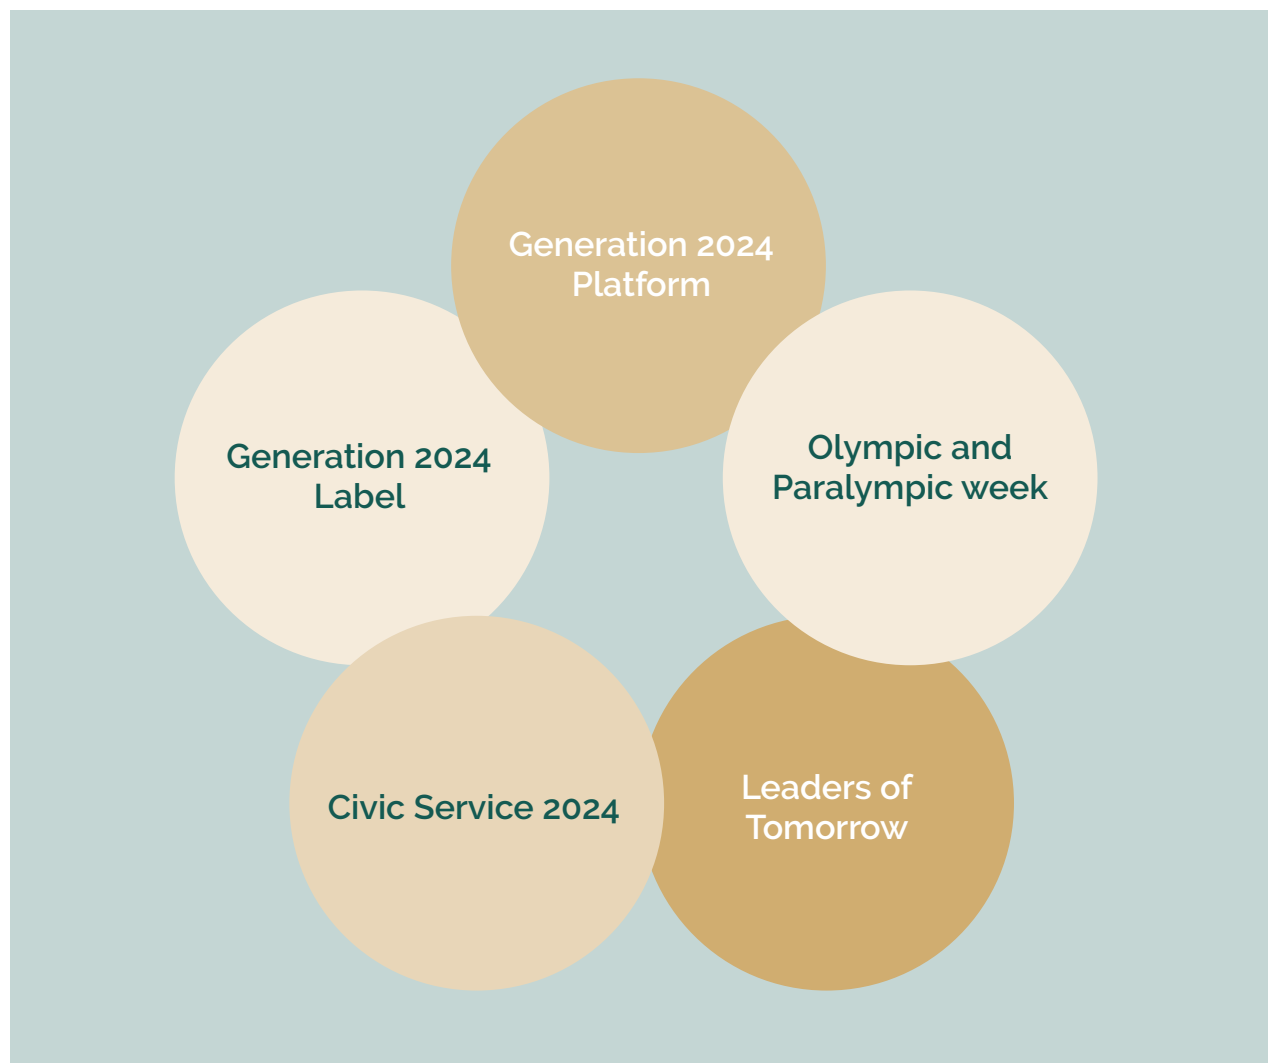 Generation 2024
Platform
Generation 2024
Label
Olympic and
Paralympic week
Civic Service 2024
Leaders of
Tomorrow